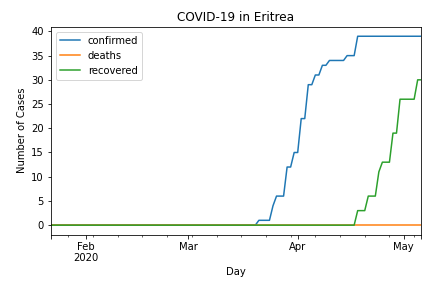 COVID-19 in Eritrea
confirmed
deaths
recovered
Number of Cases
40
35
30
25
20
15
10
5
0
Feb
2020
Mar
Apr
May
Day